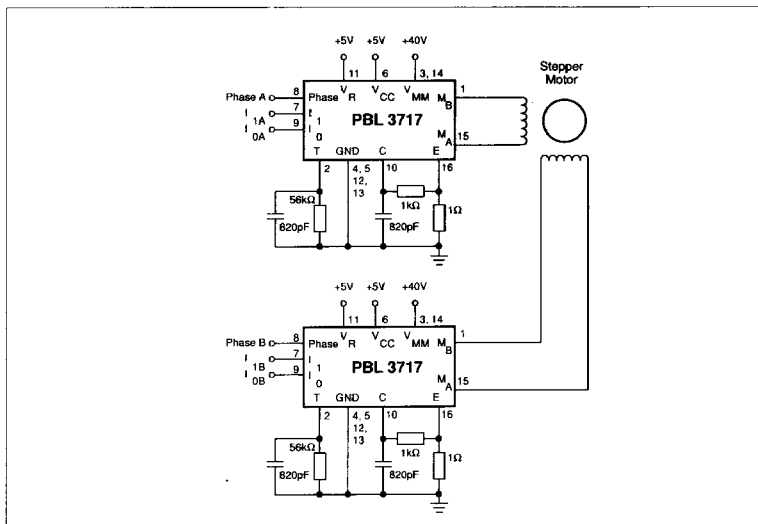 +5V +5V +40V
11 6 3, 14
Phase A 8 Phase V R V CC V MM M B 1
I 1A 7 I 1
I 0A 9 I 0
PBL 3717
M A 15
T GND C E
2 4, 5 12, 13 10 16
56kΩ 1kΩ 1Ω
820pF 820pF
Stepper
Motor
+5V +5V +40V
11 6 3, 14
Phase B 8 Phase V R V CC V MM M B 1
I 1B 7 I 1
I 0B 9 I 0
PBL 3717
M A 15
T GND C E
2 4, 5 12, 13 10 16
56kΩ 1kΩ 1Ω
820pF 820pF